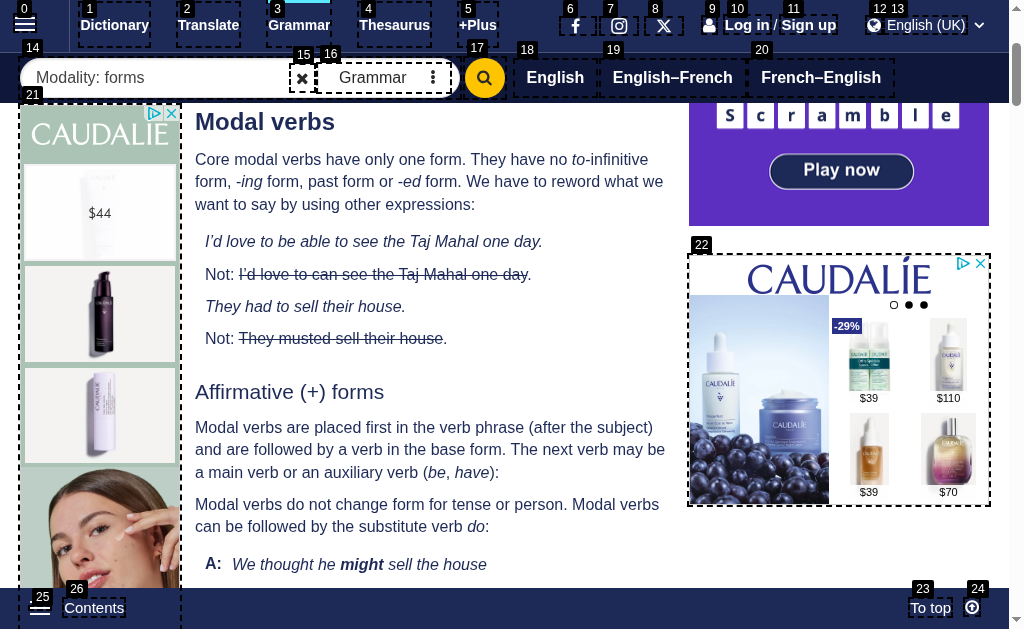 0 1 2 3 4 5 6 7 8 9 10 11 12 13
Dictionary Translate Grammar Thesaurus +Plus Log in / Sign up English (UK)
14 15 16 17 18 19 20
Modality: forms Grammar English English–French French–English
21
CAUDALÍE
$44
Modal verbs
Core modal verbs have only one form. They have no to-infinitive
form, -ing form, past form or -ed form. We have to reword what we
want to say by using other expressions:
I’d love to be able to see the Taj Mahal one day.
Not: I’d love to can see the Taj Mahal one day.
They had to sell their house.
Not: They musted sell their house.
Affirmative (+) forms
Modal verbs are placed first in the verb phrase (after the subject)
and are followed by a verb in the base form. The next verb may be
a main verb or an auxiliary verb (be, have):
Modal verbs do not change form for tense or person. Modal verbs
can be followed by the substitute verb do:
A: We thought he might sell the house
Scramble
Play now
22
CAUDALÍE
-29%
$39 $110
$39 $70
23 24
25 26
Contents To top